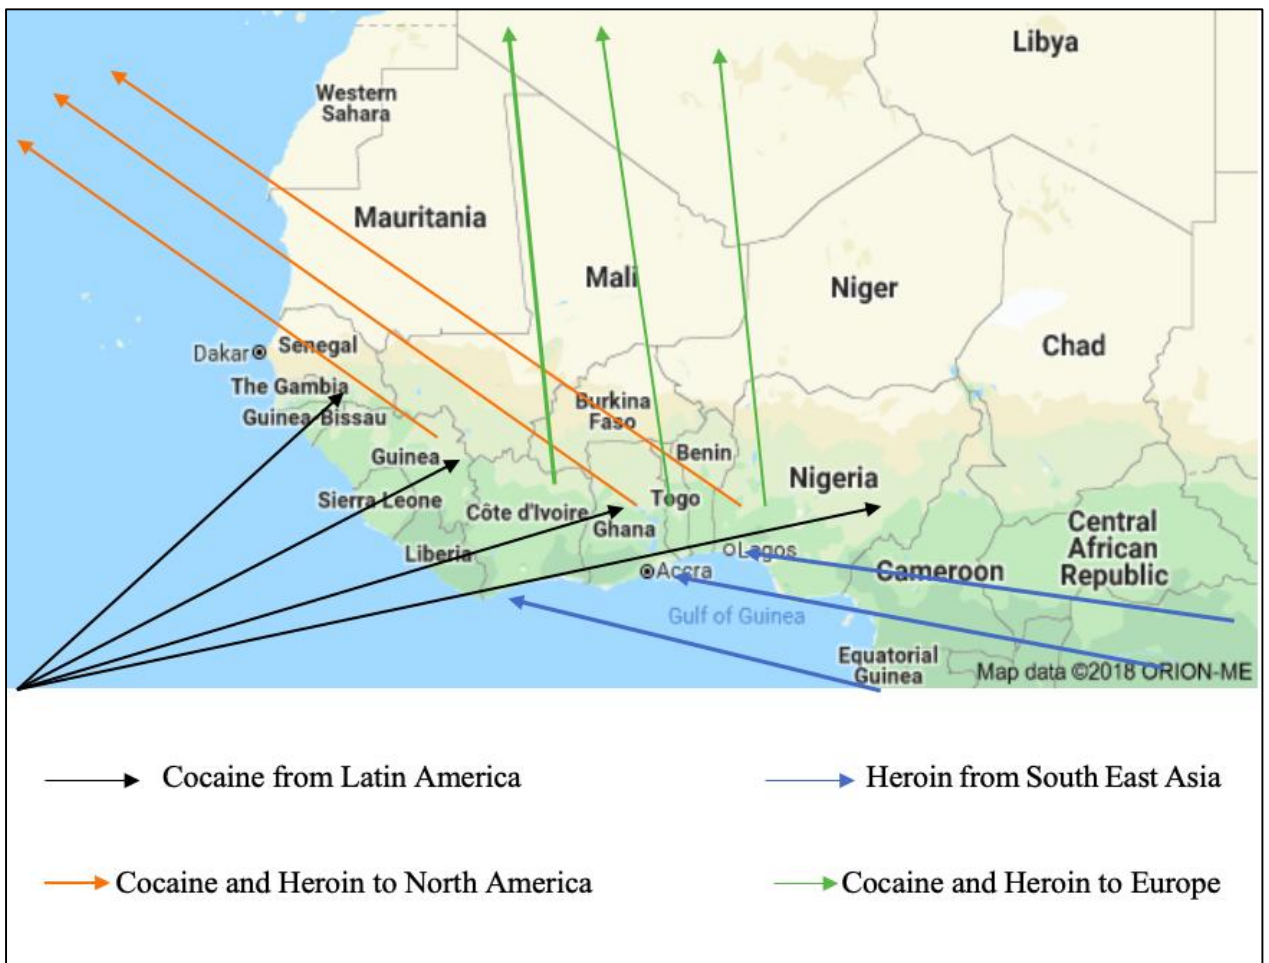 Libya
Western
Sahara
Mauritania
Mali
Niger
Chad
Dakar
Senegal
The Gambia
Guinea-Bissau
Burkina
Faso
Guinea
Benin
Nigeria
Sierra Leone
Côte d'Ivoire
Togo
Ghana
Liberia
Lagos
Accra
Cameroon
Central
African
Republic
Gulf of Guinea
Equatorial
Guinea
Map data ©2018 ORION-ME
Cocaine from Latin America
Heroin from South East Asia
Cocaine and Heroin to North America
Cocaine and Heroin to Europe